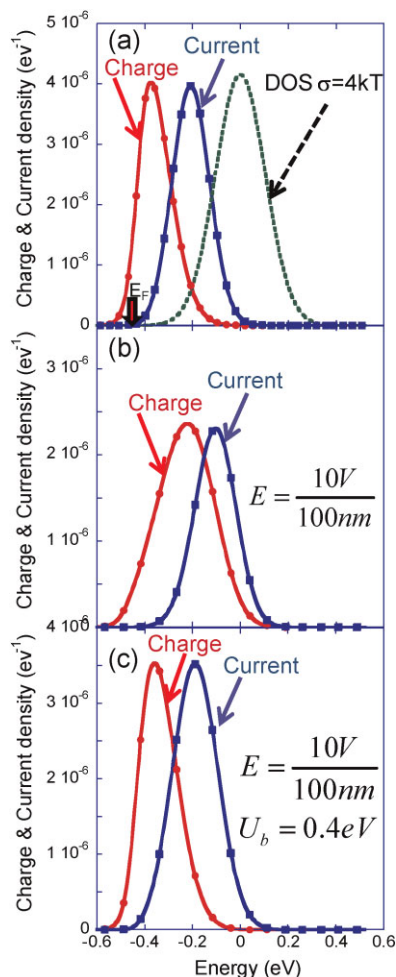 5 10⁻⁶
(a)
Current
Charge
DOS σ=4kT
4 10⁻⁶
3 10⁻⁶
2 10⁻⁶
1 10⁻⁶
E_F
0
Charge & Current density (ev⁻¹)
(b)
3 10⁻⁶
Current
Charge
2 10⁻⁶
E = 10V / 100nm
1 10⁻⁶
0
Charge & Current density (ev⁻¹)
4 10⁻⁶
(c)
Charge
Current
3 10⁻⁶
E = 10V / 100nm
2 10⁻⁶
U_b = 0.4eV
1 10⁻⁶
0
Charge & Current density (ev⁻¹)
-0.6 -0.4 -0.2 0 0.2 0.4 0.6
Energy (eV)